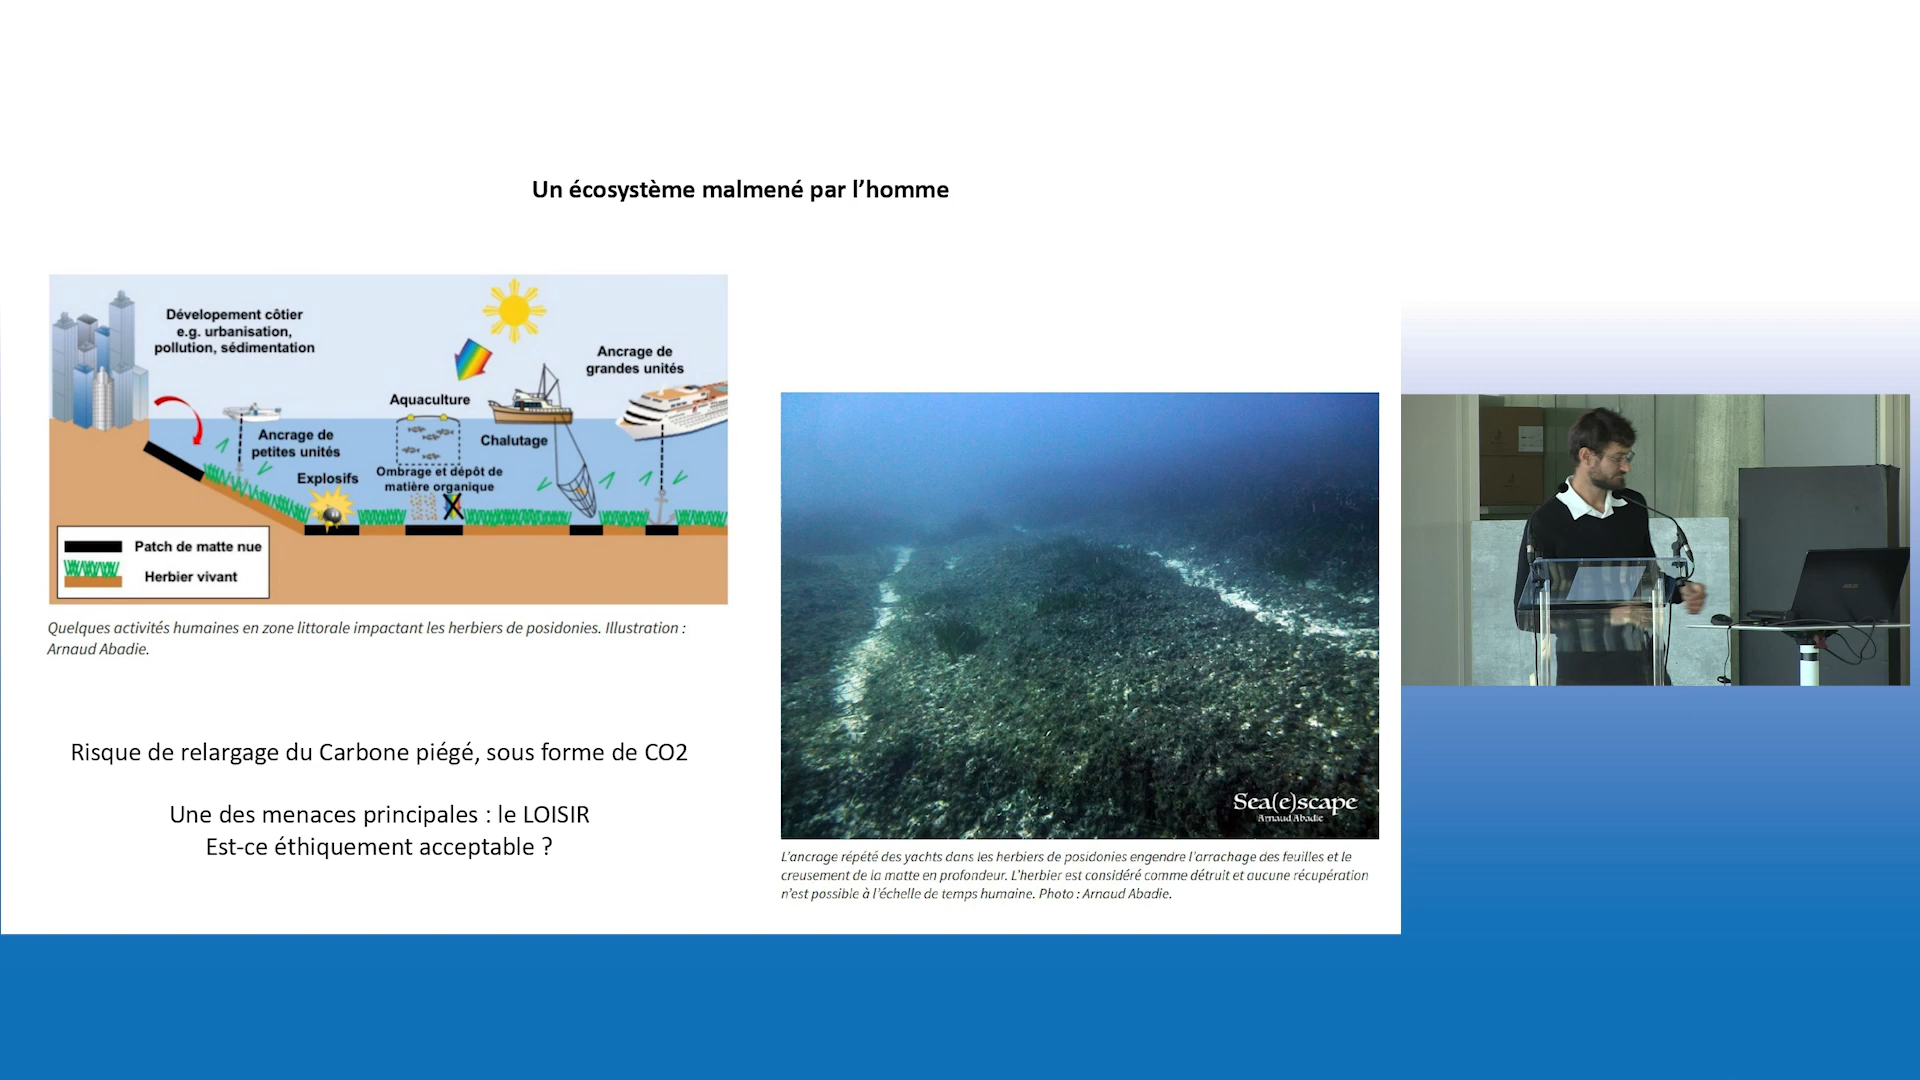 Un écosystème malmené par l’homme
Dévelopement côtier
e.g. urbanisation,
pollution, sédimentation
Ancrage de
grandes unités
Aquaculture
Chalutage
Ancrage de
petites unités
Explosifs
Ombrage et dépôt de
matière organique
Patch de matte nue
Herbier vivant
Quelques activités humaines en zone littorale impactant les herbiers de posidonies. Illustration :
Arnaud Abadie.
Risque de relargage du Carbone piégé, sous forme de CO2
Une des menaces principales : le LOISIR
Est-ce éthiquement acceptable ?
Sea(e)scape
Arnaud Abadie
L’ancrage répété des yachts dans les herbiers de posidonies engendre l’arrachage des feuilles et le
creusement de la matte en profondeur. L’herbier est considéré comme détruit et aucune récupération
n’est possible à l’échelle de temps humaine. Photo : Arnaud Abadie.